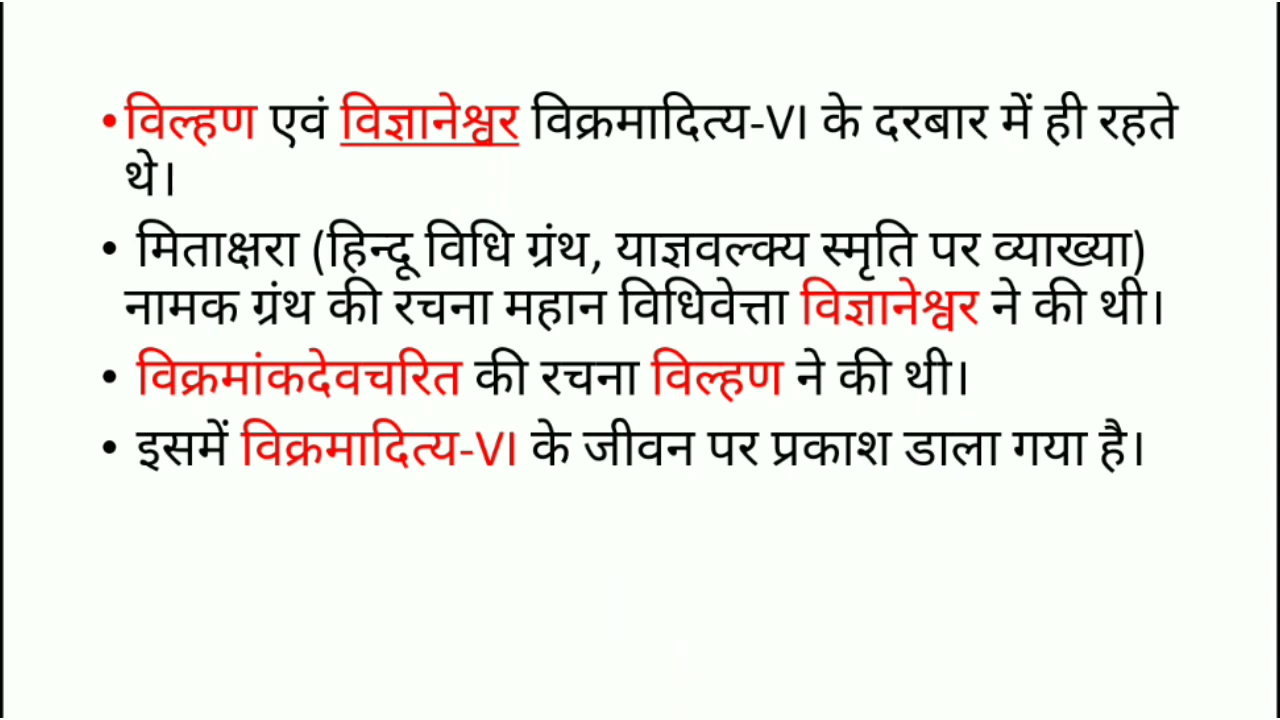 • विल्हण एवं विज्ञानेश्वर विक्रमादित्य-VI के दरबार में ही रहते
थे।
• मिताक्षरा (हिन्दू विधि ग्रंथ, याज्ञवल्क्य स्मृति पर व्याख्या)
नामक ग्रंथ की रचना महान विधिवेत्ता विज्ञानेश्वर ने की थी।
• विक्रमांकदेवचरित की रचना विल्हण ने की थी।
• इसमें विक्रमादित्य-VI के जीवन पर प्रकाश डाला गया है।